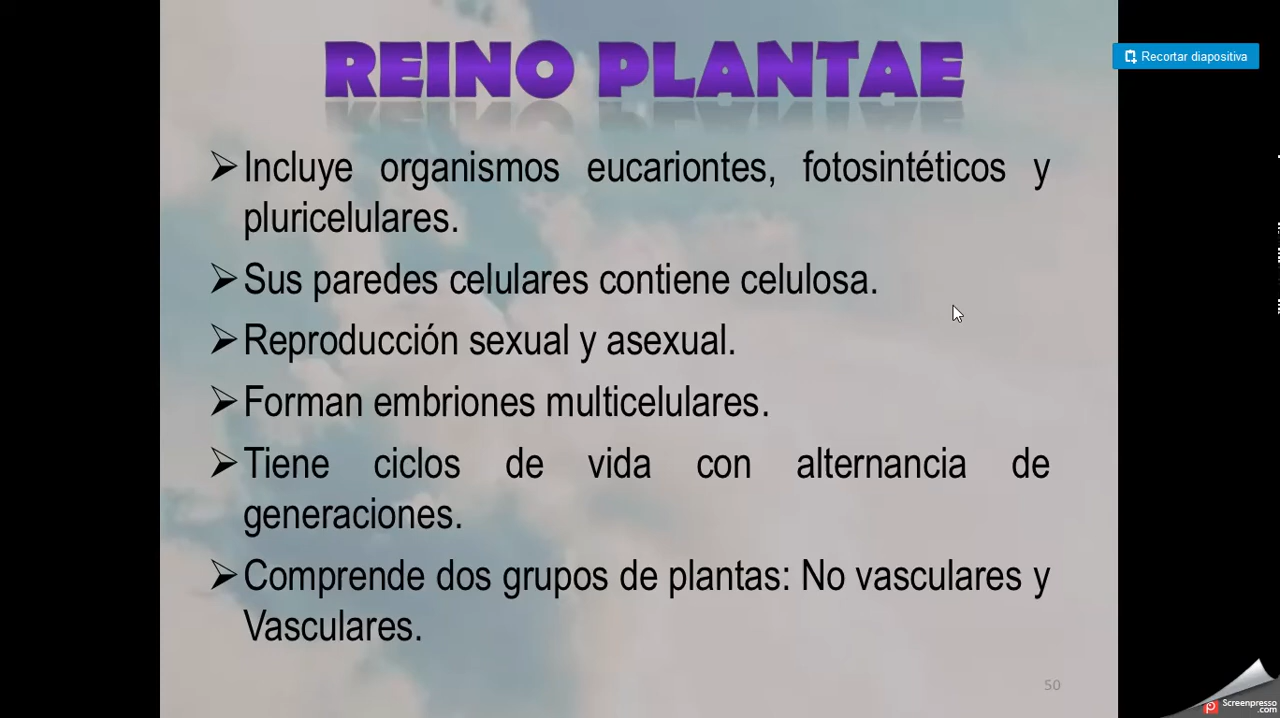 REINO PLANTAE
Recortar diapositiva
➢Incluye organismos eucariontes, fotosintéticos y
pluricelulares.
➢Sus paredes celulares contiene celulosa.
➢Reproducción sexual y asexual.
➢Forman embriones multicelulares.
➢Tiene ciclos de vida con alternancia de
generaciones.
➢Comprende dos grupos de plantas: No vasculares y
Vasculares.
50
Screenpresso
.com